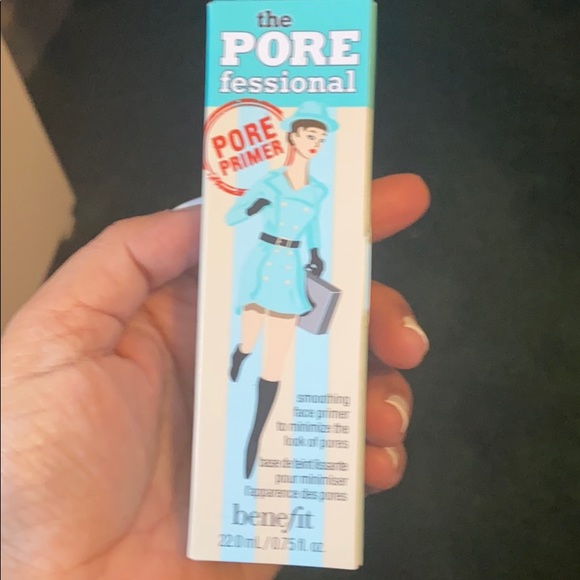 the
PORE
fessional
PORE
PRIMER
smoothing
face primer
to minimize the
look of pores
base de teint lissante
pour minimiser
l'apparence des pores
benefit
22.0 mL / 0.75 fl. oz.